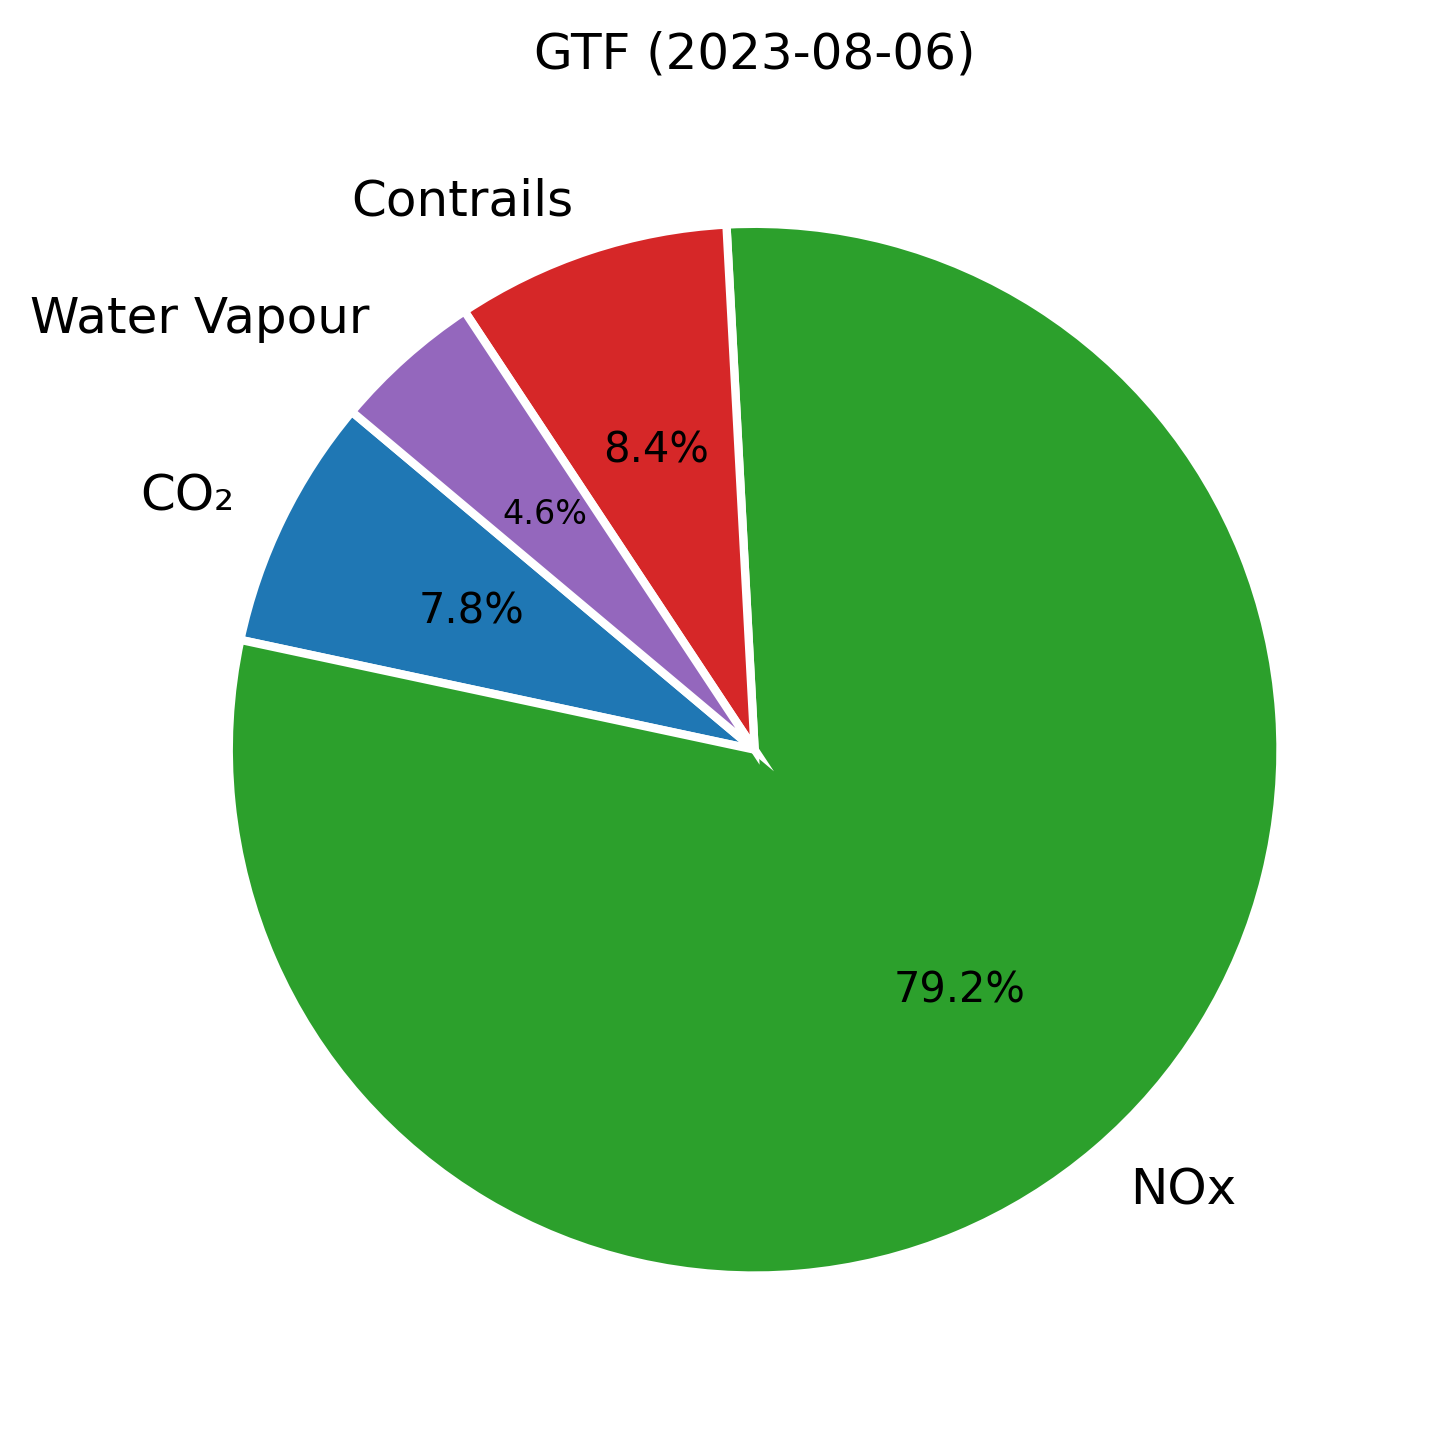 GTF (2023-08-06)
Contrails
Water Vapour
8.4%
CO₂
4.6%
7.8%
79.2%
NOx